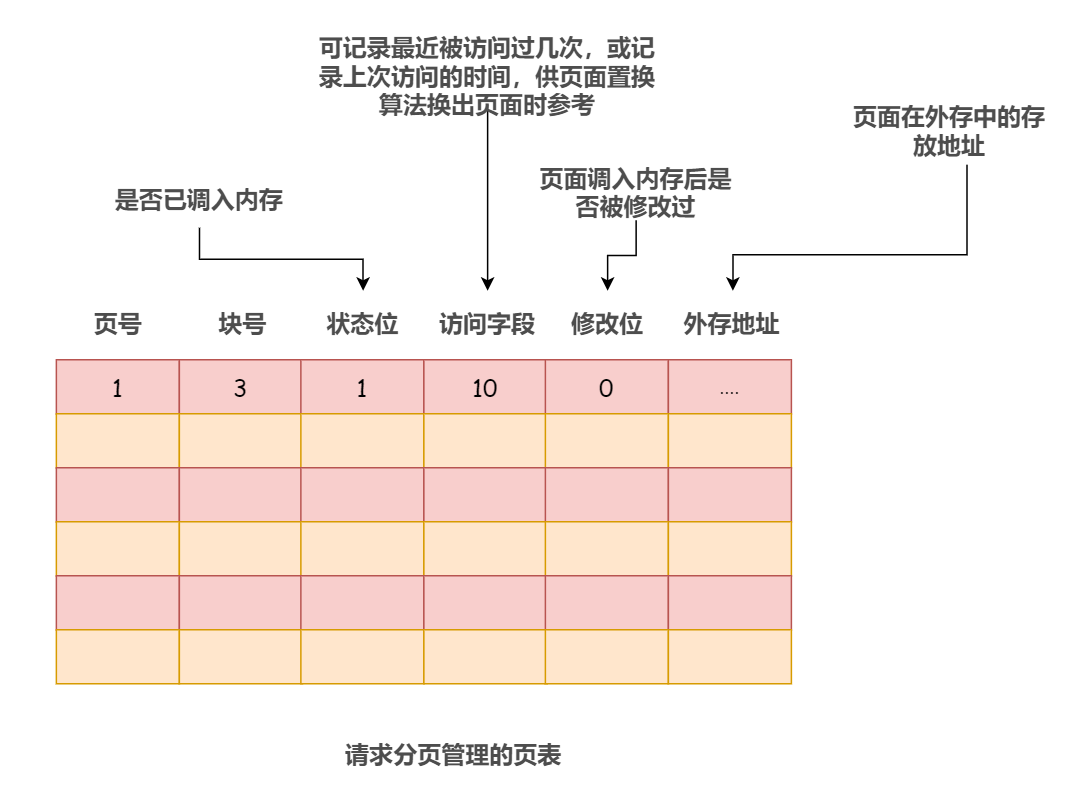 可记录最近被访问过几次，或记
录上次访问的时间，供页面置换
算法换出页面时参考
页面在外存中的存
放地址
页面调入内存后是
否被修改过
是否已调入内存
页号 块号 状态位 访问字段 修改位 外存地址
1 3 1 10 0 ....
请求分页管理的页表